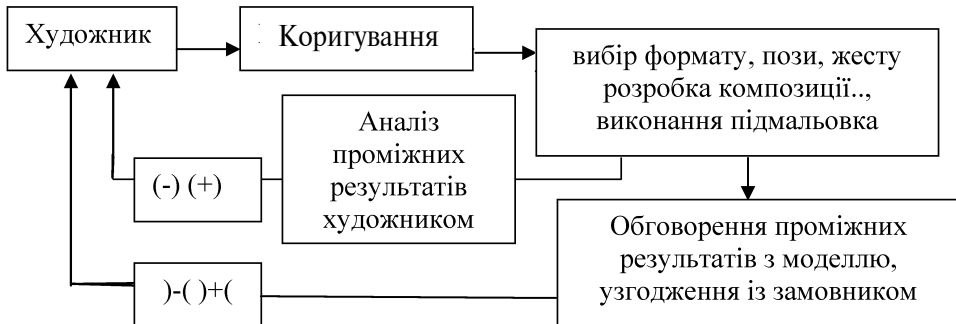 Художник
Коригування
вибір формату, пози, жесту
розробка композиції..,
виконання підмальовка
Аналіз
проміжних
результатів
художником
(-) (+)
Обговорення проміжних
результатів з моделлю,
узгодження із замовником
)-( )+(